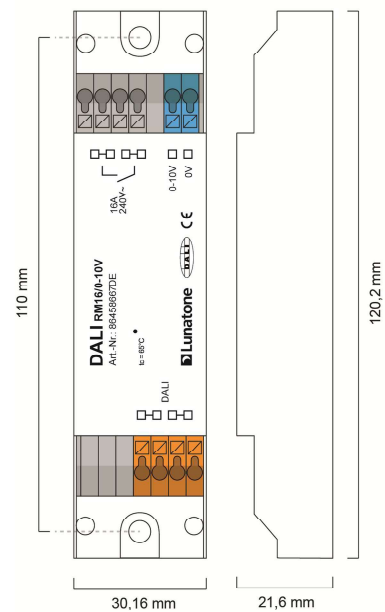 0-10V
0V
16A
240V~
DALI RM16/0-10V
Art.-Nr.: 86458667DE
tc = 65°C
Lunatone
DALI
CE
DALI
110 mm
120,2 mm
30,16 mm
21,6 mm